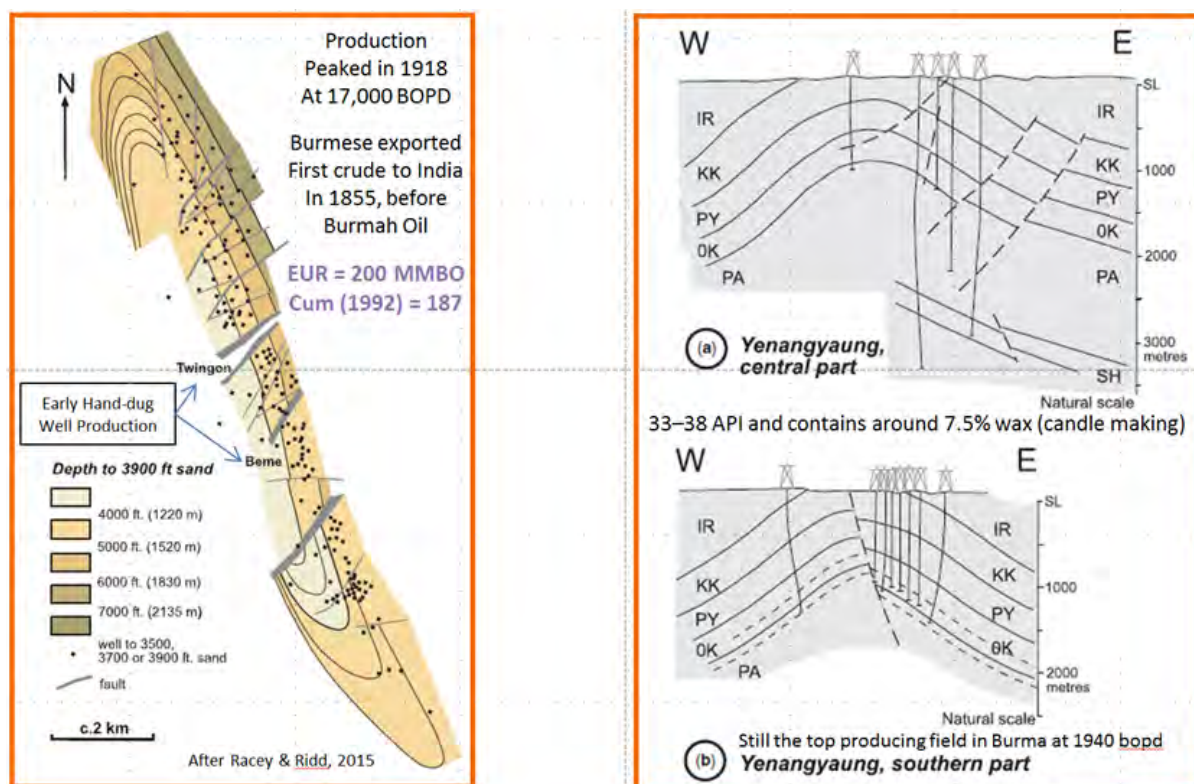 N
Production
Peaked in 1918
At 17,000 BOPD
Burmese exported
First crude to India
In 1855, before
Burmah Oil
EUR = 200 MMBO
Cum (1992) = 187
Twingon
Early Hand-dug
Well Production
Beme
Depth to 3900 ft sand
4000 ft. (1220 m)
5000 ft. (1520 m)
6000 ft. (1830 m)
7000 ft. (2135 m)
well to 3500,
3700 or 3900 ft. sand
fault
c.2 km
After Racey & Ridd, 2015
W E
SL
IR IR
KK KK
1000
PY PY
0K 0K
2000
PA PA
3000
metres
SH
(a) Yenangyaung,
central part
Natural scale
33–38 API and contains around 7.5% wax (candle making)
W E
SL
IR IR
KK KK
1000
PY PY
0K θK
PA
2000
metres
Natural scale
Still the top producing field in Burma at 1940 bopd
(b) Yenangyaung, southern part